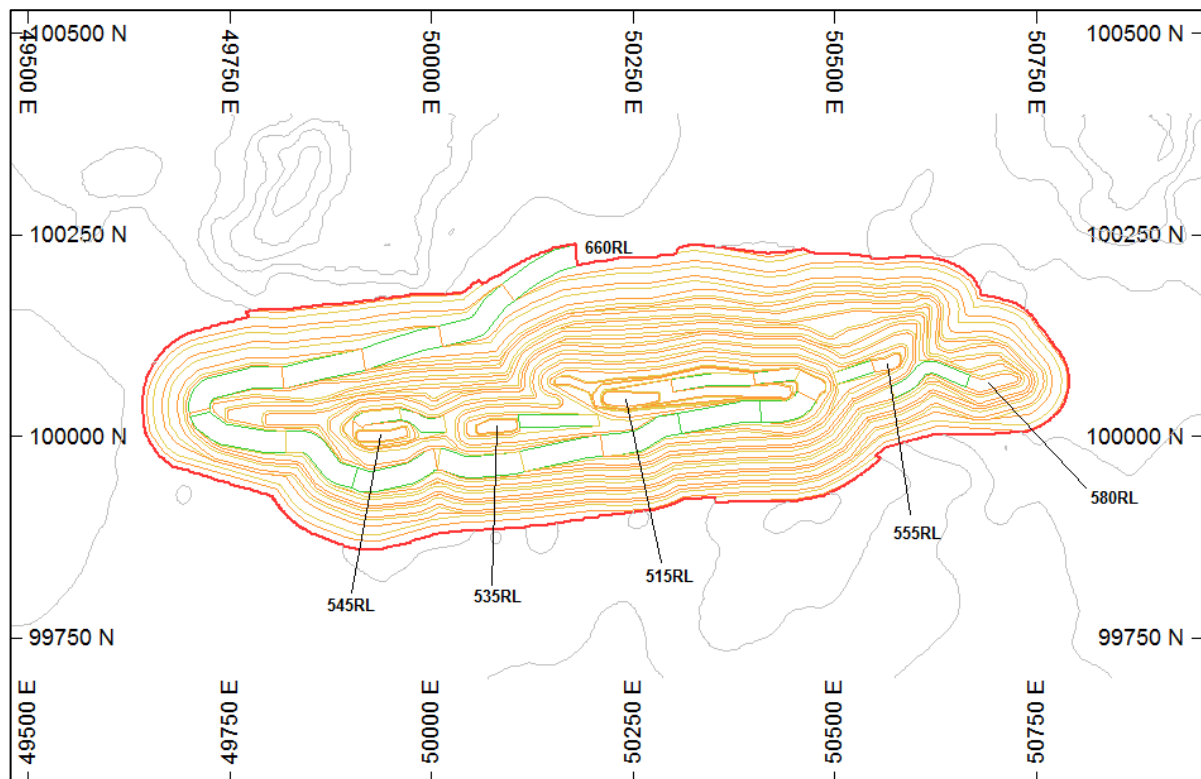 49500 E
49750 E
50000 E
50250 E
50500 E
50750 E
100500 N
100500 N
100250 N
100250 N
660RL
100000 N
100000 N
580RL
555RL
515RL
535RL
545RL
99750 N
99750 N
49500 E
49750 E
50000 E
50250 E
50500 E
50750 E